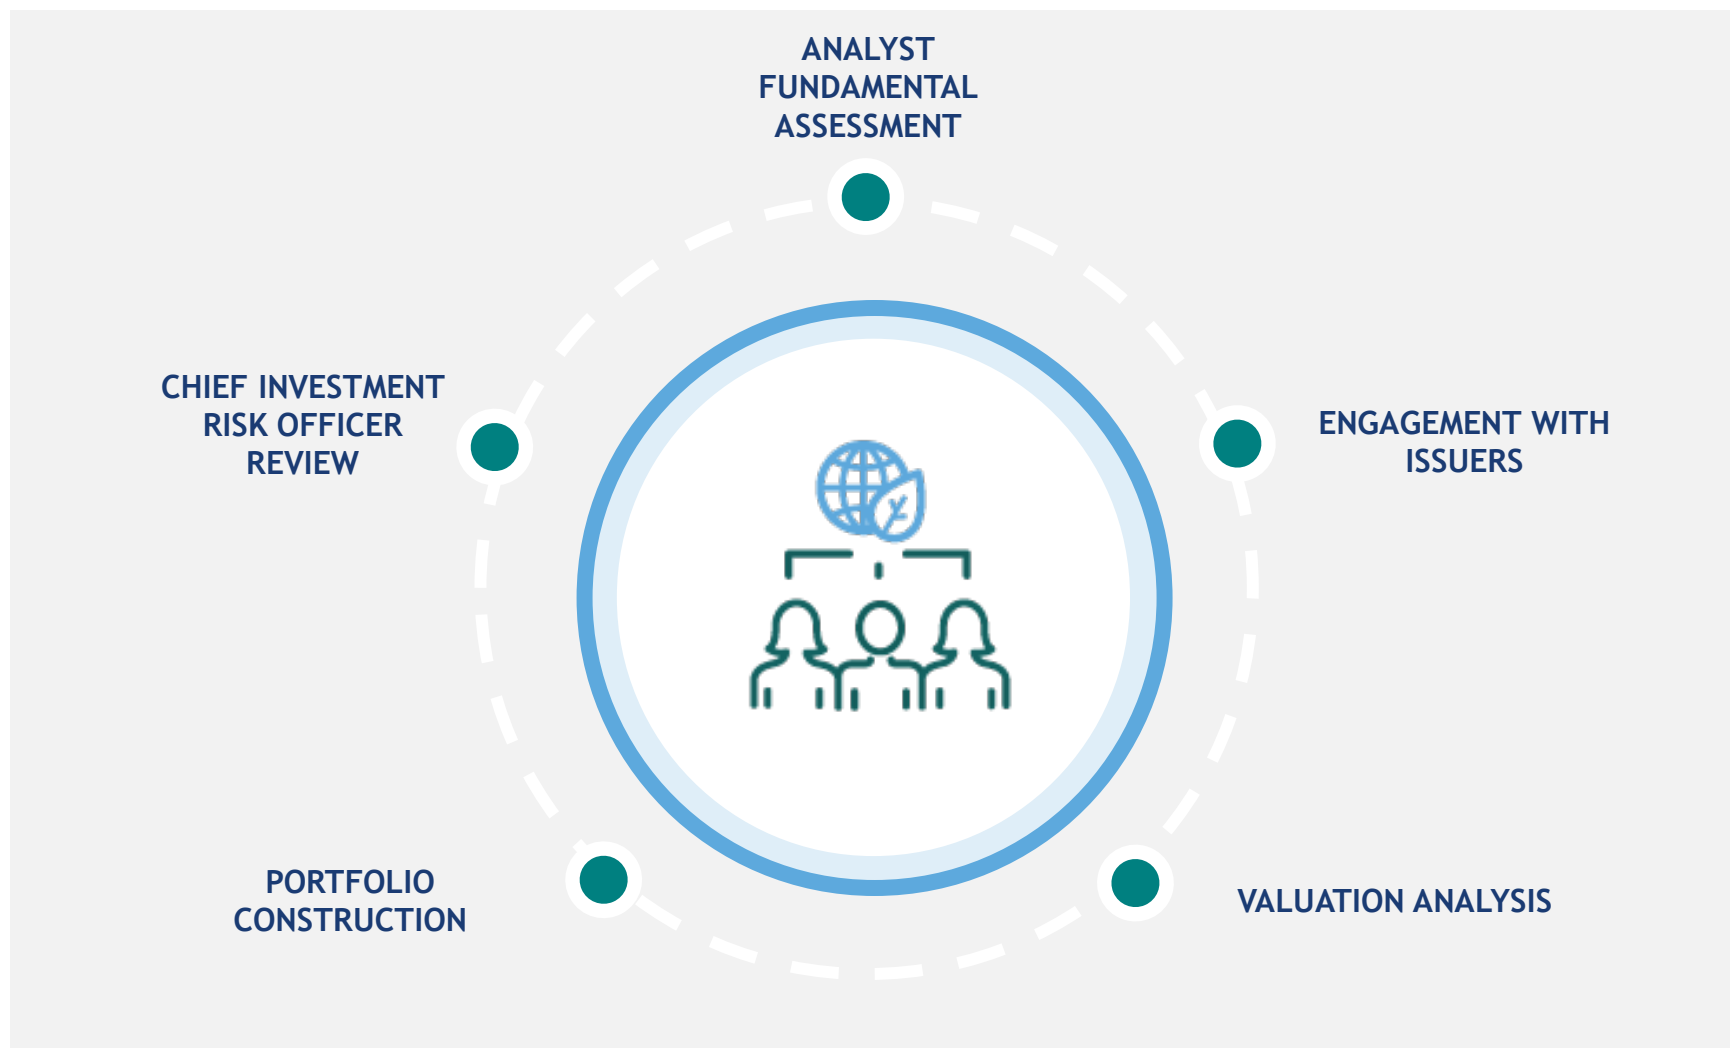 ANALYST
FUNDAMENTAL
ASSESSMENT
CHIEF INVESTMENT
RISK OFFICER
REVIEW
ENGAGEMENT WITH
ISSUERS
PORTFOLIO
CONSTRUCTION
VALUATION ANALYSIS